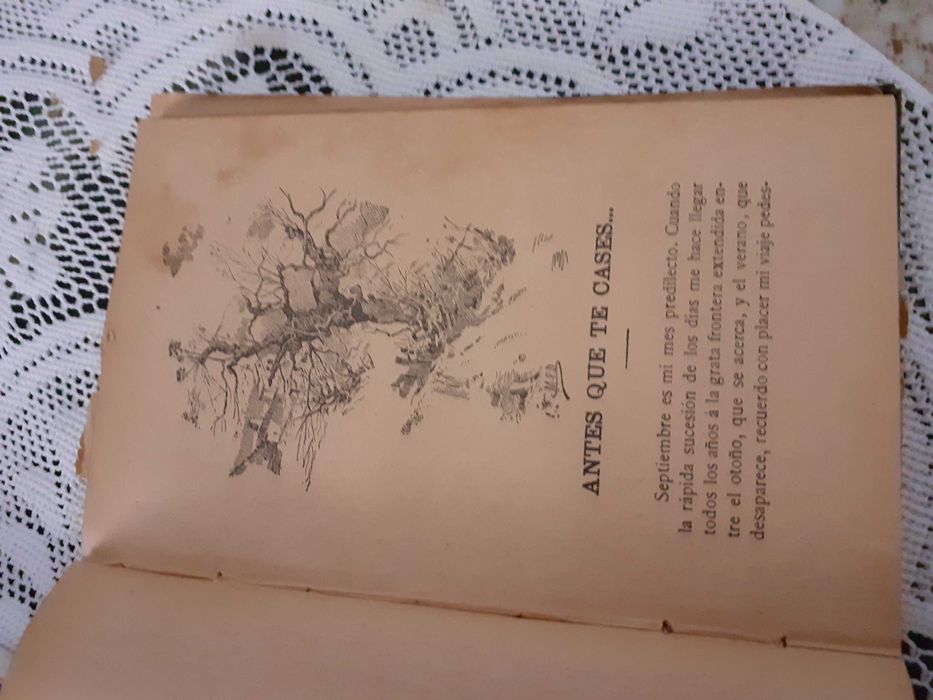 ANTES QUE TE CASES...
Septiembre es mi mes predilecto. Cuando
la rápida sucesión de los dias me hace llegar
todos los años á la grata frontera extendida en-
tre el otoño, que se acerca, y el verano, que
desaparece, recuerdo con placer mi viaje pedes-